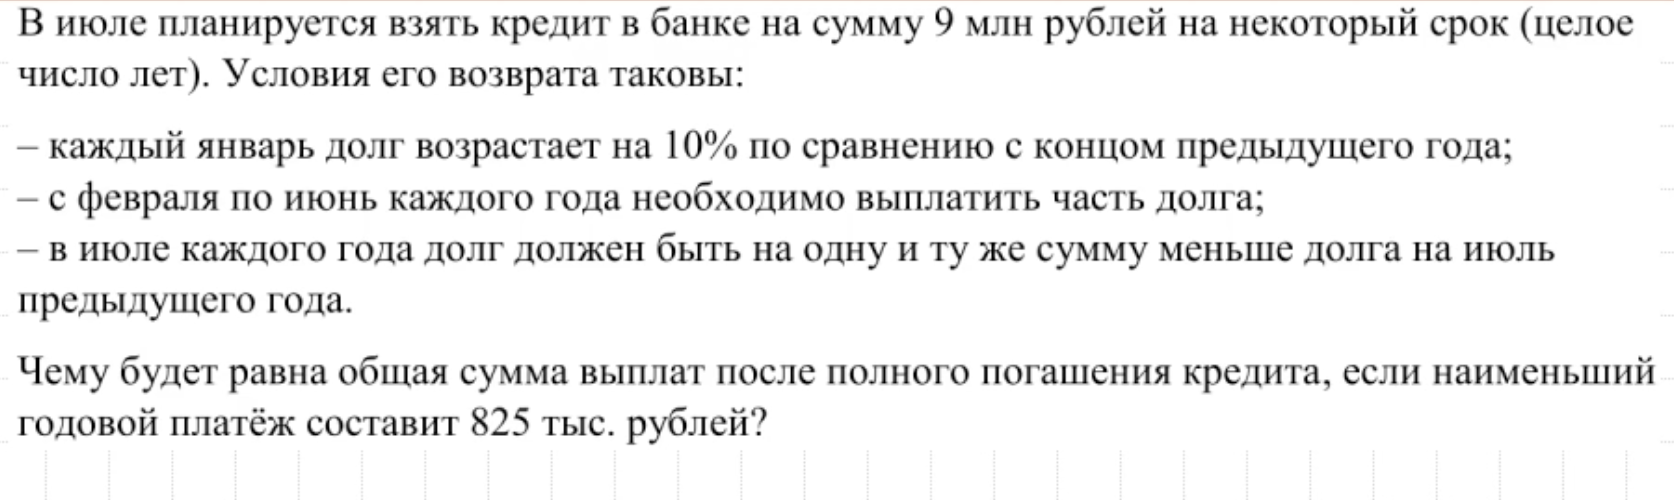 В июле планируется взять кредит в банке на сумму 9 млн рублей на некоторый срок (целое
число лет). Условия его возврата таковы:
– каждый январь долг возрастает на 10% по сравнению с концом предыдущего года;
– с февраля по июнь каждого года необходимо выплатить часть долга;
– в июле каждого года долг должен быть на одну и ту же сумму меньше долга на июль
предыдущего года.
Чему будет равна общая сумма выплат после полного погашения кредита, если наименьший
годовой платёж составит 825 тыс. рублей?